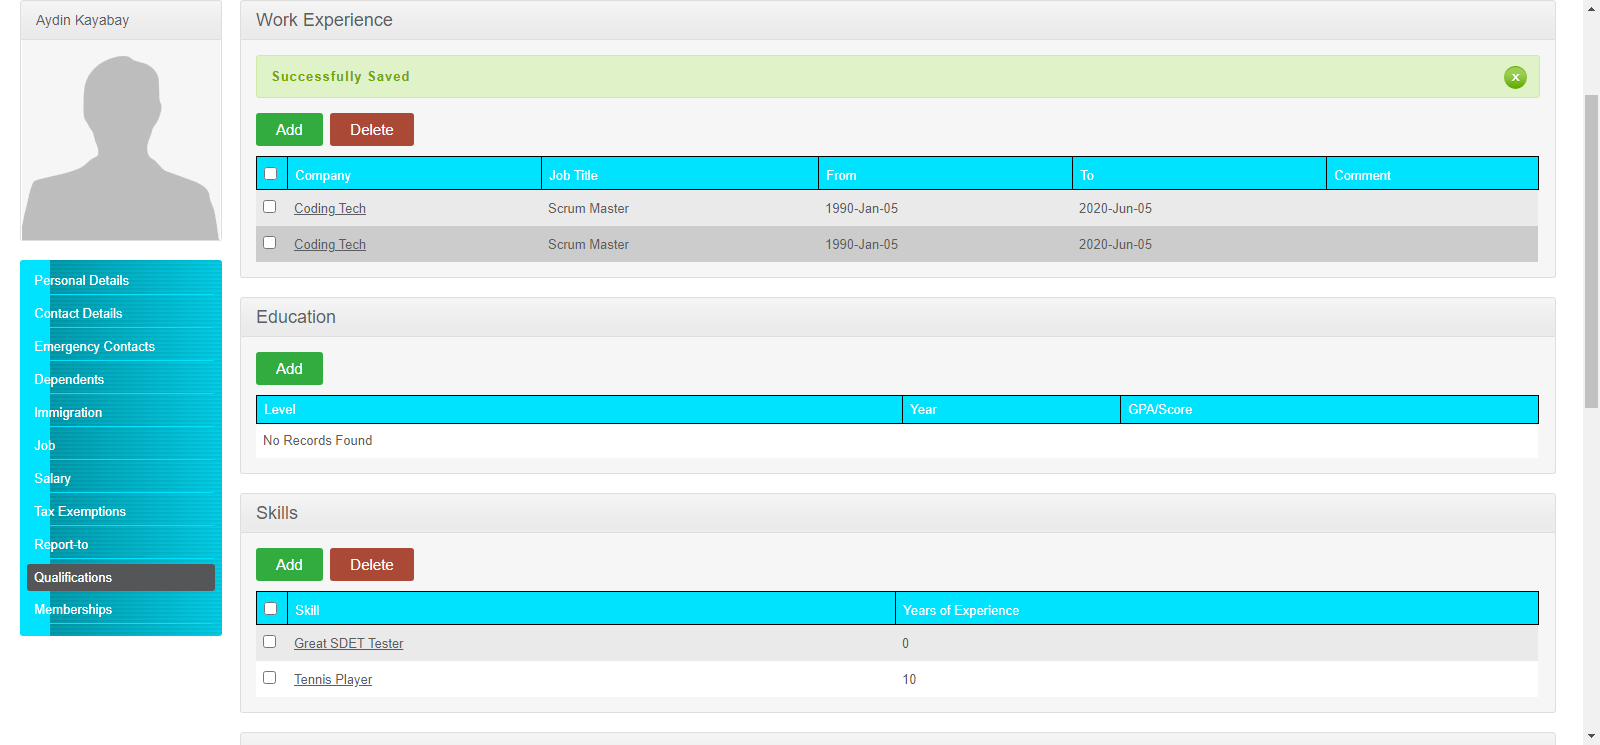 Aydin Kayabay
Personal Details
Contact Details
Emergency Contacts
Dependents
Immigration
Job
Salary
Tax Exemptions
Report-to
Qualifications
Memberships
Work Experience
Successfully Saved
x
Add Delete
Company Job Title From To Comment
Coding Tech Scrum Master 1990-Jan-05 2020-Jun-05
Coding Tech Scrum Master 1990-Jan-05 2020-Jun-05
Education
Add
Level Year GPA/Score
No Records Found
Skills
Add Delete
Skill Years of Experience
Great SDET Tester 0
Tennis Player 10